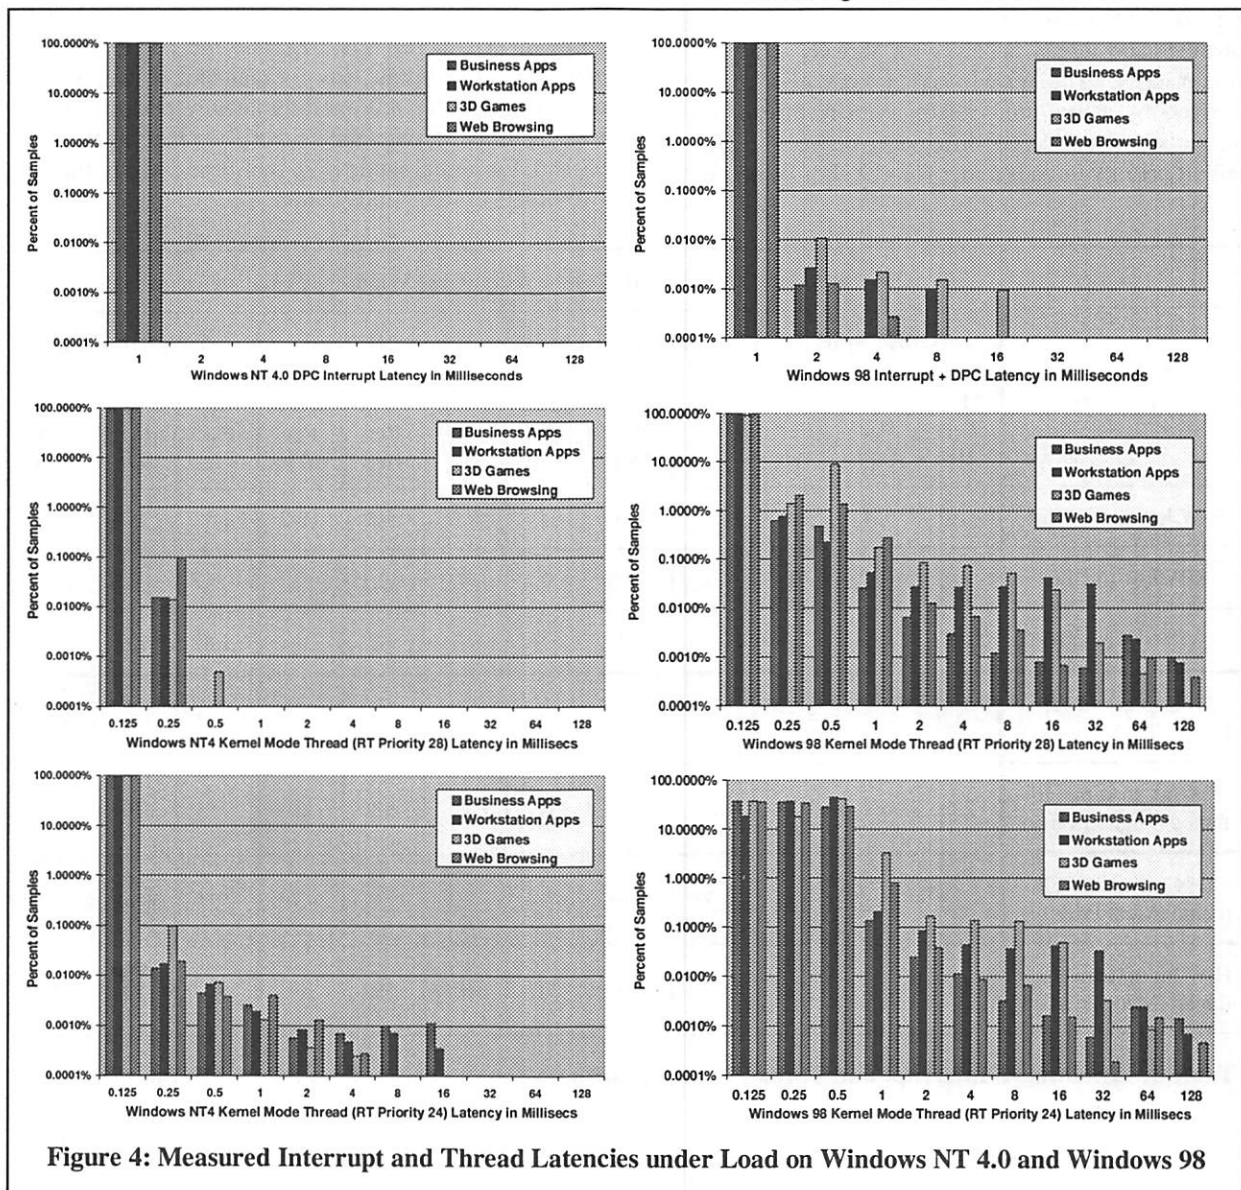 100.0000%
10.0000%
1.0000%
0.1000%
0.0100%
0.0010%
0.0001%
Percent of Samples
Business Apps
Workstation Apps
3D Games
Web Browsing
1 2 4 8 16 32 64 128
Windows NT 4.0 DPC Interrupt Latency in Milliseconds
100.0000%
10.0000%
1.0000%
0.1000%
0.0100%
0.0010%
0.0001%
Percent of Samples
Business Apps
Workstation Apps
3D Games
Web Browsing
1 2 4 8 16 32 64 128
Windows 98 Interrupt + DPC Latency in Milliseconds
100.0000%
10.0000%
1.0000%
0.1000%
0.0100%
0.0010%
0.0001%
Percent of Samples
Business Apps
Workstation Apps
3D Games
Web Browsing
0.125 0.25 0.5 1 2 4 8 16 32 64 128
Windows NT4 Kernel Mode Thread (RT Priority 28) Latency in Millisecs
100.0000%
10.0000%
1.0000%
0.1000%
0.0100%
0.0010%
0.0001%
Percent of Samples
Business Apps
Workstation Apps
3D Games
Web Browsing
0.125 0.25 0.5 1 2 4 8 16 32 64 128
Windows 98 Kernel Mode Thread (RT Priority 28) Latency in Millisecs
100.0000%
10.0000%
1.0000%
0.1000%
0.0100%
0.0010%
0.0001%
Percent of Samples
Business Apps
Workstation Apps
3D Games
Web Browsing
0.125 0.25 0.5 1 2 4 8 16 32 64 128
Windows NT4 Kernel Mode Thread (RT Priority 24) Latency in Millisecs
100.0000%
10.0000%
1.0000%
0.1000%
0.0100%
0.0010%
0.0001%
Percent of Samples
Business Apps
Workstation Apps
3D Games
Web Browsing
0.125 0.25 0.5 1 2 4 8 16 32 64 128
Windows 98 Kernel Mode Thread (RT Priority 24) Latency in Millisecs
Figure 4: Measured Interrupt and Thread Latencies under Load on Windows NT 4.0 and Windows 98